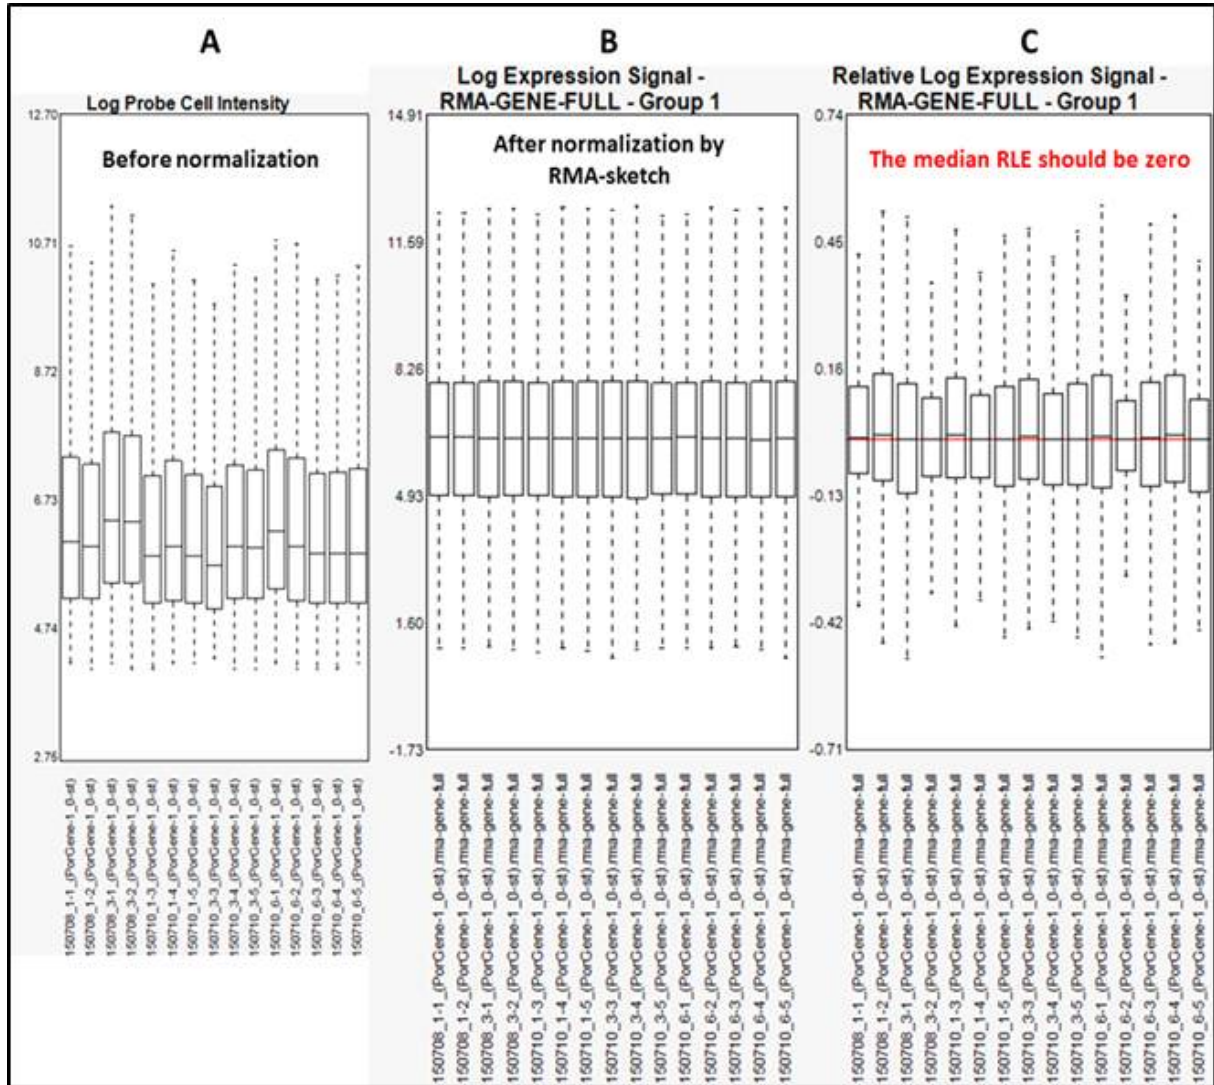 A
Log Probe Cell Intensity
Before normalization
12.70
10.71
8.72
6.73
4.74
2.75
150708_1-1_(PorGene-1_0-st)
150708_1-2_(PorGene-1_0-st)
150708_3-1_(PorGene-1_0-st)
150708_3-2_(PorGene-1_0-st)
150710_1-3_(PorGene-1_0-st)
150710_1-4_(PorGene-1_0-st)
150710_1-5_(PorGene-1_0-st)
150710_3-3_(PorGene-1_0-st)
150710_3-4_(PorGene-1_0-st)
150710_3-5_(PorGene-1_0-st)
150710_6-1_(PorGene-1_0-st)
150710_6-2_(PorGene-1_0-st)
150710_6-3_(PorGene-1_0-st)
150710_6-4_(PorGene-1_0-st)
150710_6-5_(PorGene-1_0-st)
B
Log Expression Signal -
RMA-GENE-FULL - Group 1
After normalization by
RMA-sketch
14.91
11.59
8.26
4.93
1.60
-1.73
150708_1-1_(PorGene-1_0-st).rma-gene-full
150708_1-2_(PorGene-1_0-st).rma-gene-full
150708_3-1_(PorGene-1_0-st).rma-gene-full
150708_3-2_(PorGene-1_0-st).rma-gene-full
150710_1-3_(PorGene-1_0-st).rma-gene-full
150710_1-4_(PorGene-1_0-st).rma-gene-full
150710_1-5_(PorGene-1_0-st).rma-gene-full
150710_3-3_(PorGene-1_0-st).rma-gene-full
150710_3-4_(PorGene-1_0-st).rma-gene-full
150710_3-5_(PorGene-1_0-st).rma-gene-full
150710_6-1_(PorGene-1_0-st).rma-gene-full
150710_6-2_(PorGene-1_0-st).rma-gene-full
150710_6-3_(PorGene-1_0-st).rma-gene-full
150710_6-4_(PorGene-1_0-st).rma-gene-full
150710_6-5_(PorGene-1_0-st).rma-gene-full
C
Relative Log Expression Signal -
RMA-GENE-FULL - Group 1
The median RLE should be zero
0.74
0.45
0.16
-0.13
-0.42
-0.71
150708_1-1_(PorGene-1_0-st).rma-gene-full
150708_1-2_(PorGene-1_0-st).rma-gene-full
150708_3-1_(PorGene-1_0-st).rma-gene-full
150708_3-2_(PorGene-1_0-st).rma-gene-full
150710_1-3_(PorGene-1_0-st).rma-gene-full
150710_1-4_(PorGene-1_0-st).rma-gene-full
150710_1-5_(PorGene-1_0-st).rma-gene-full
150710_3-3_(PorGene-1_0-st).rma-gene-full
150710_3-4_(PorGene-1_0-st).rma-gene-full
150710_3-5_(PorGene-1_0-st).rma-gene-full
150710_6-1_(PorGene-1_0-st).rma-gene-full
150710_6-2_(PorGene-1_0-st).rma-gene-full
150710_6-3_(PorGene-1_0-st).rma-gene-full
150710_6-4_(PorGene-1_0-st).rma-gene-full
150710_6-5_(PorGene-1_0-st).rma-gene-full